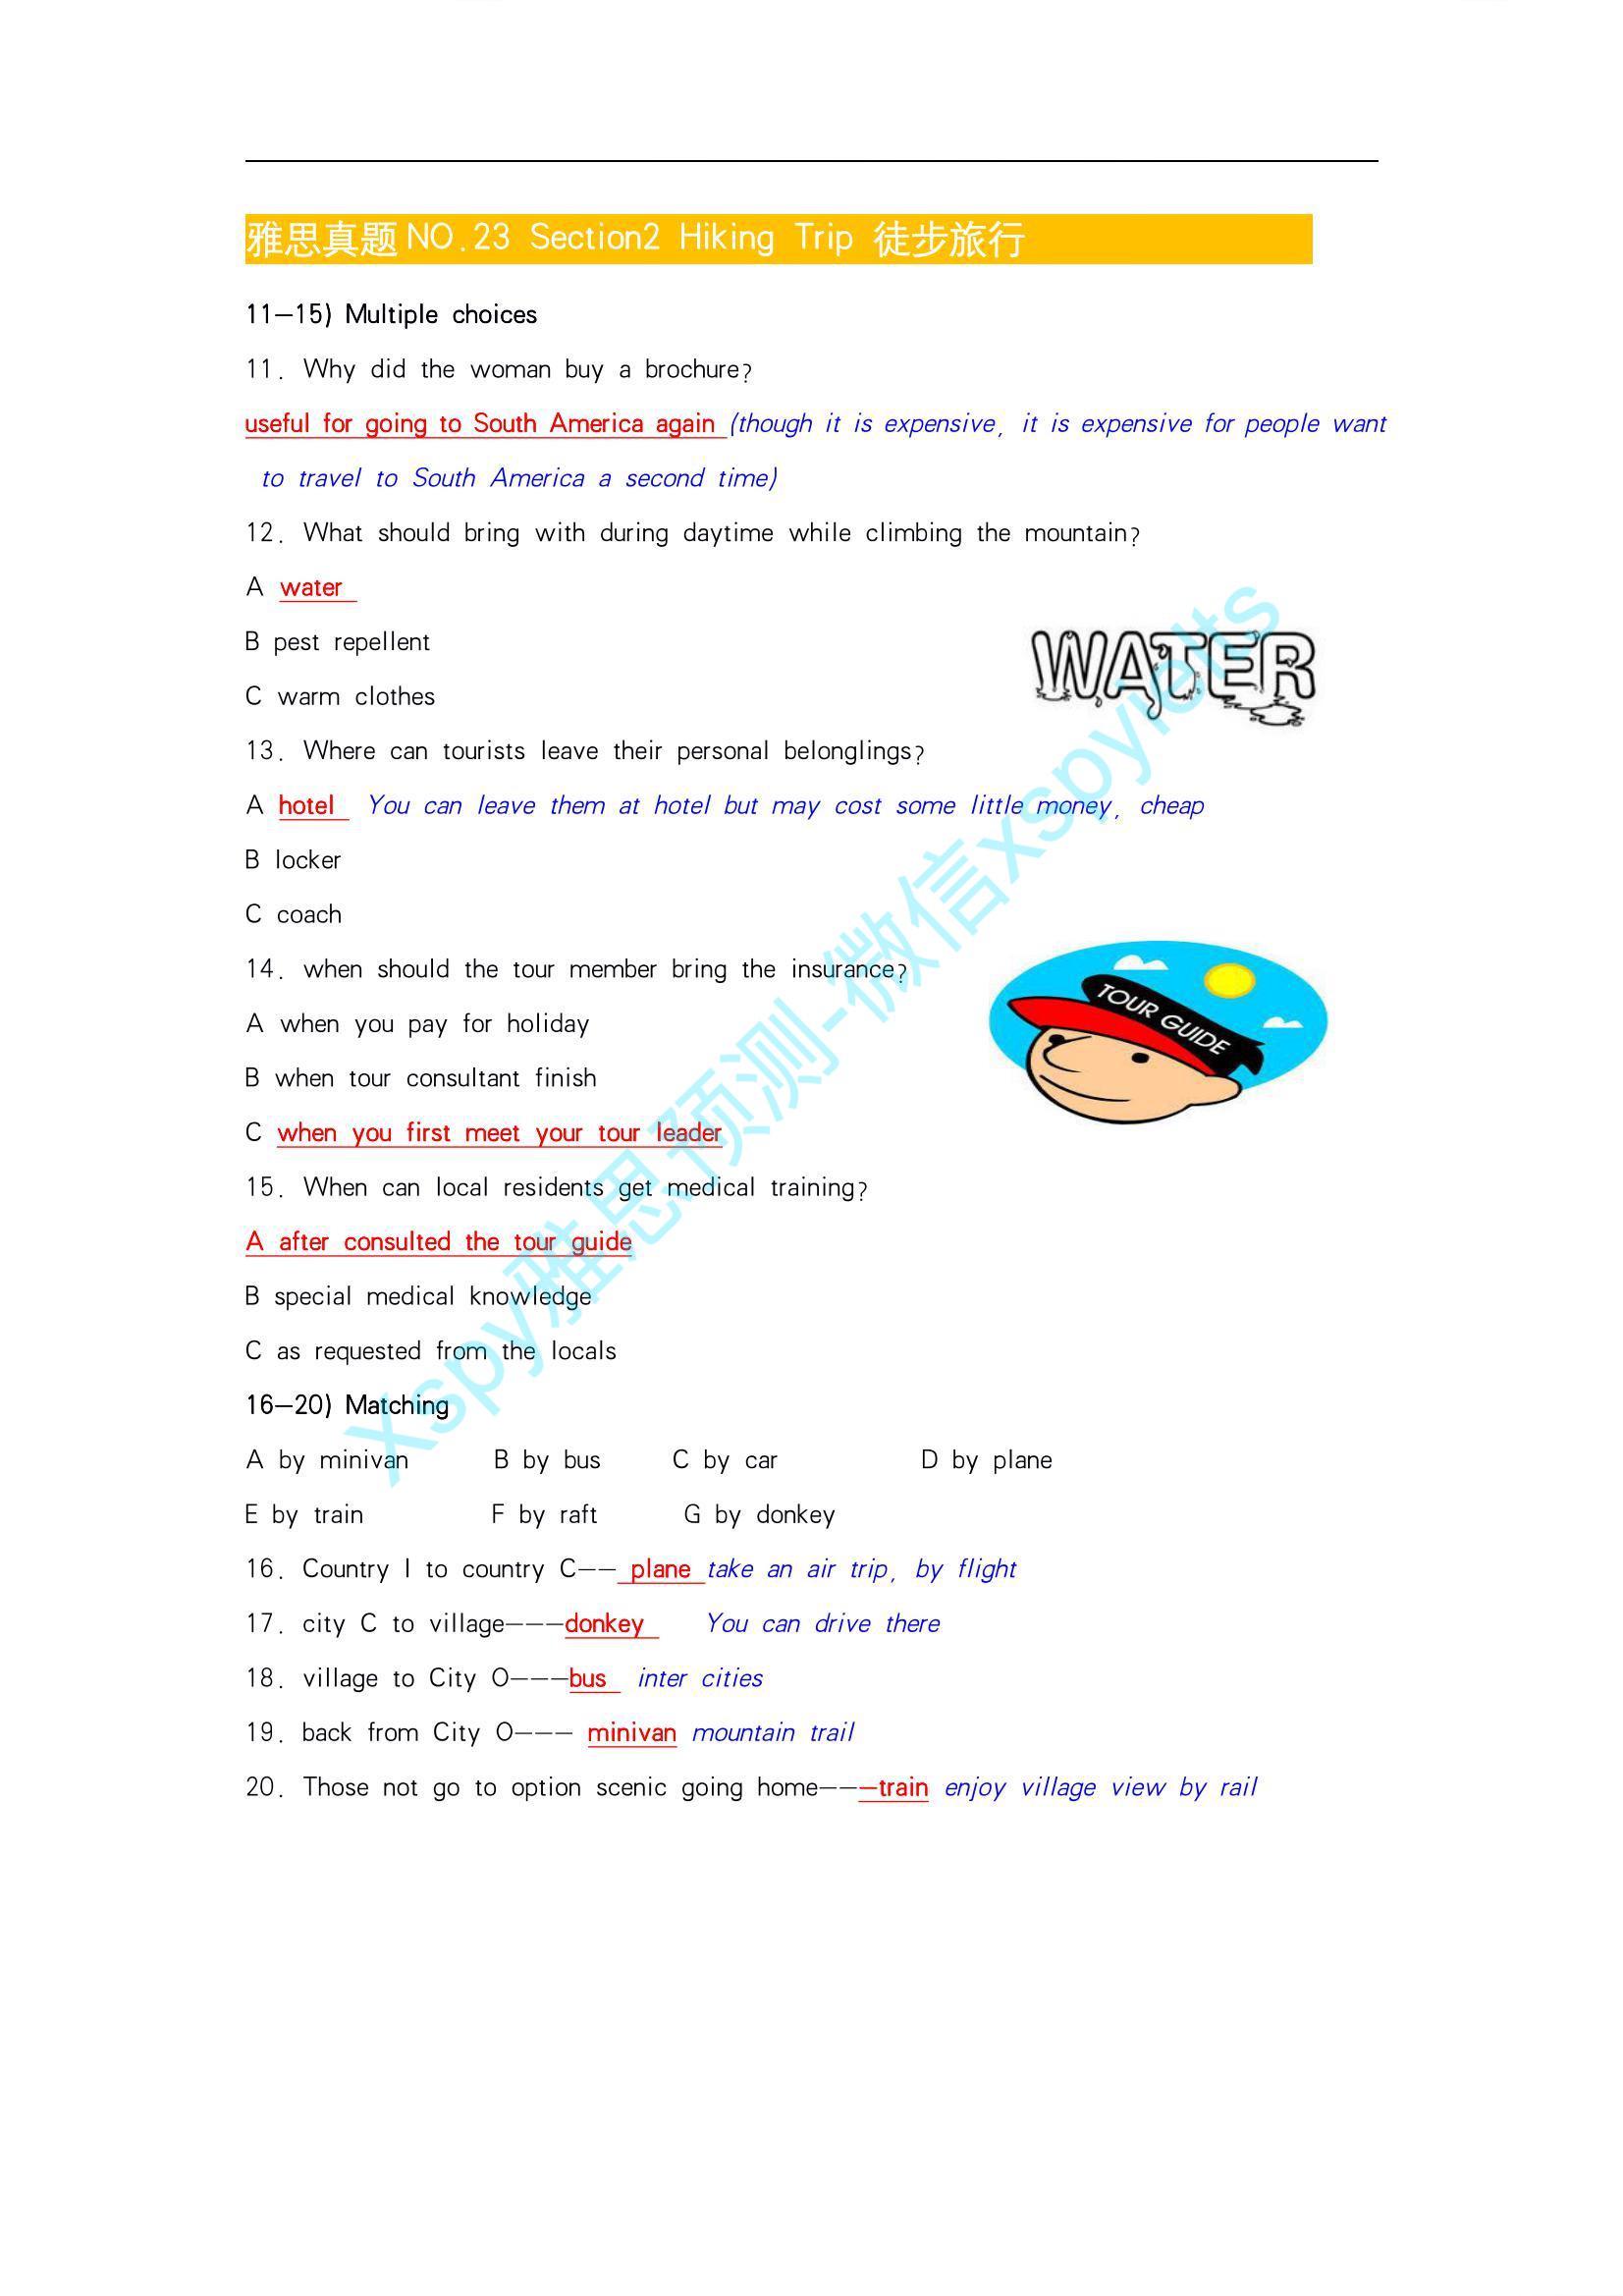 雅思真题NO.23 Section2 Hiking Trip 徒步旅行
11—15) Multiple choices
11. Why did the woman buy a brochure?
useful for going to South America again (though it is expensive, it is expensive for people want
to travel to South America a second time)
12. What should bring with during daytime while climbing the mountain?
A water
B pest repellent
WATER
C warm clothes
13. Where can tourists leave their personal belonglings?
A hotel You can leave them at hotel but may cost some little money, cheap
B locker
C coach
14. when should the tour member bring the insurance?
TOUR GUIDE
A when you pay for holiday
B when tour consultant finish
C when you first meet your tour leader
15. When can local residents get medical training?
A after consulted the tour guide
B special medical knowledge
C as requested from the locals
16—20) Matching
A by minivan B by bus C by car D by plane
E by train F by raft G by donkey
16. Country I to country C—— plane take an air trip, by flight
17. city C to village———donkey You can drive there
18. village to City O———bus inter cities
19. back from City O——— minivan mountain trail
20. Those not go to option scenic going home———train enjoy village view by rail
Xspy雅思预测-微信xspyielts